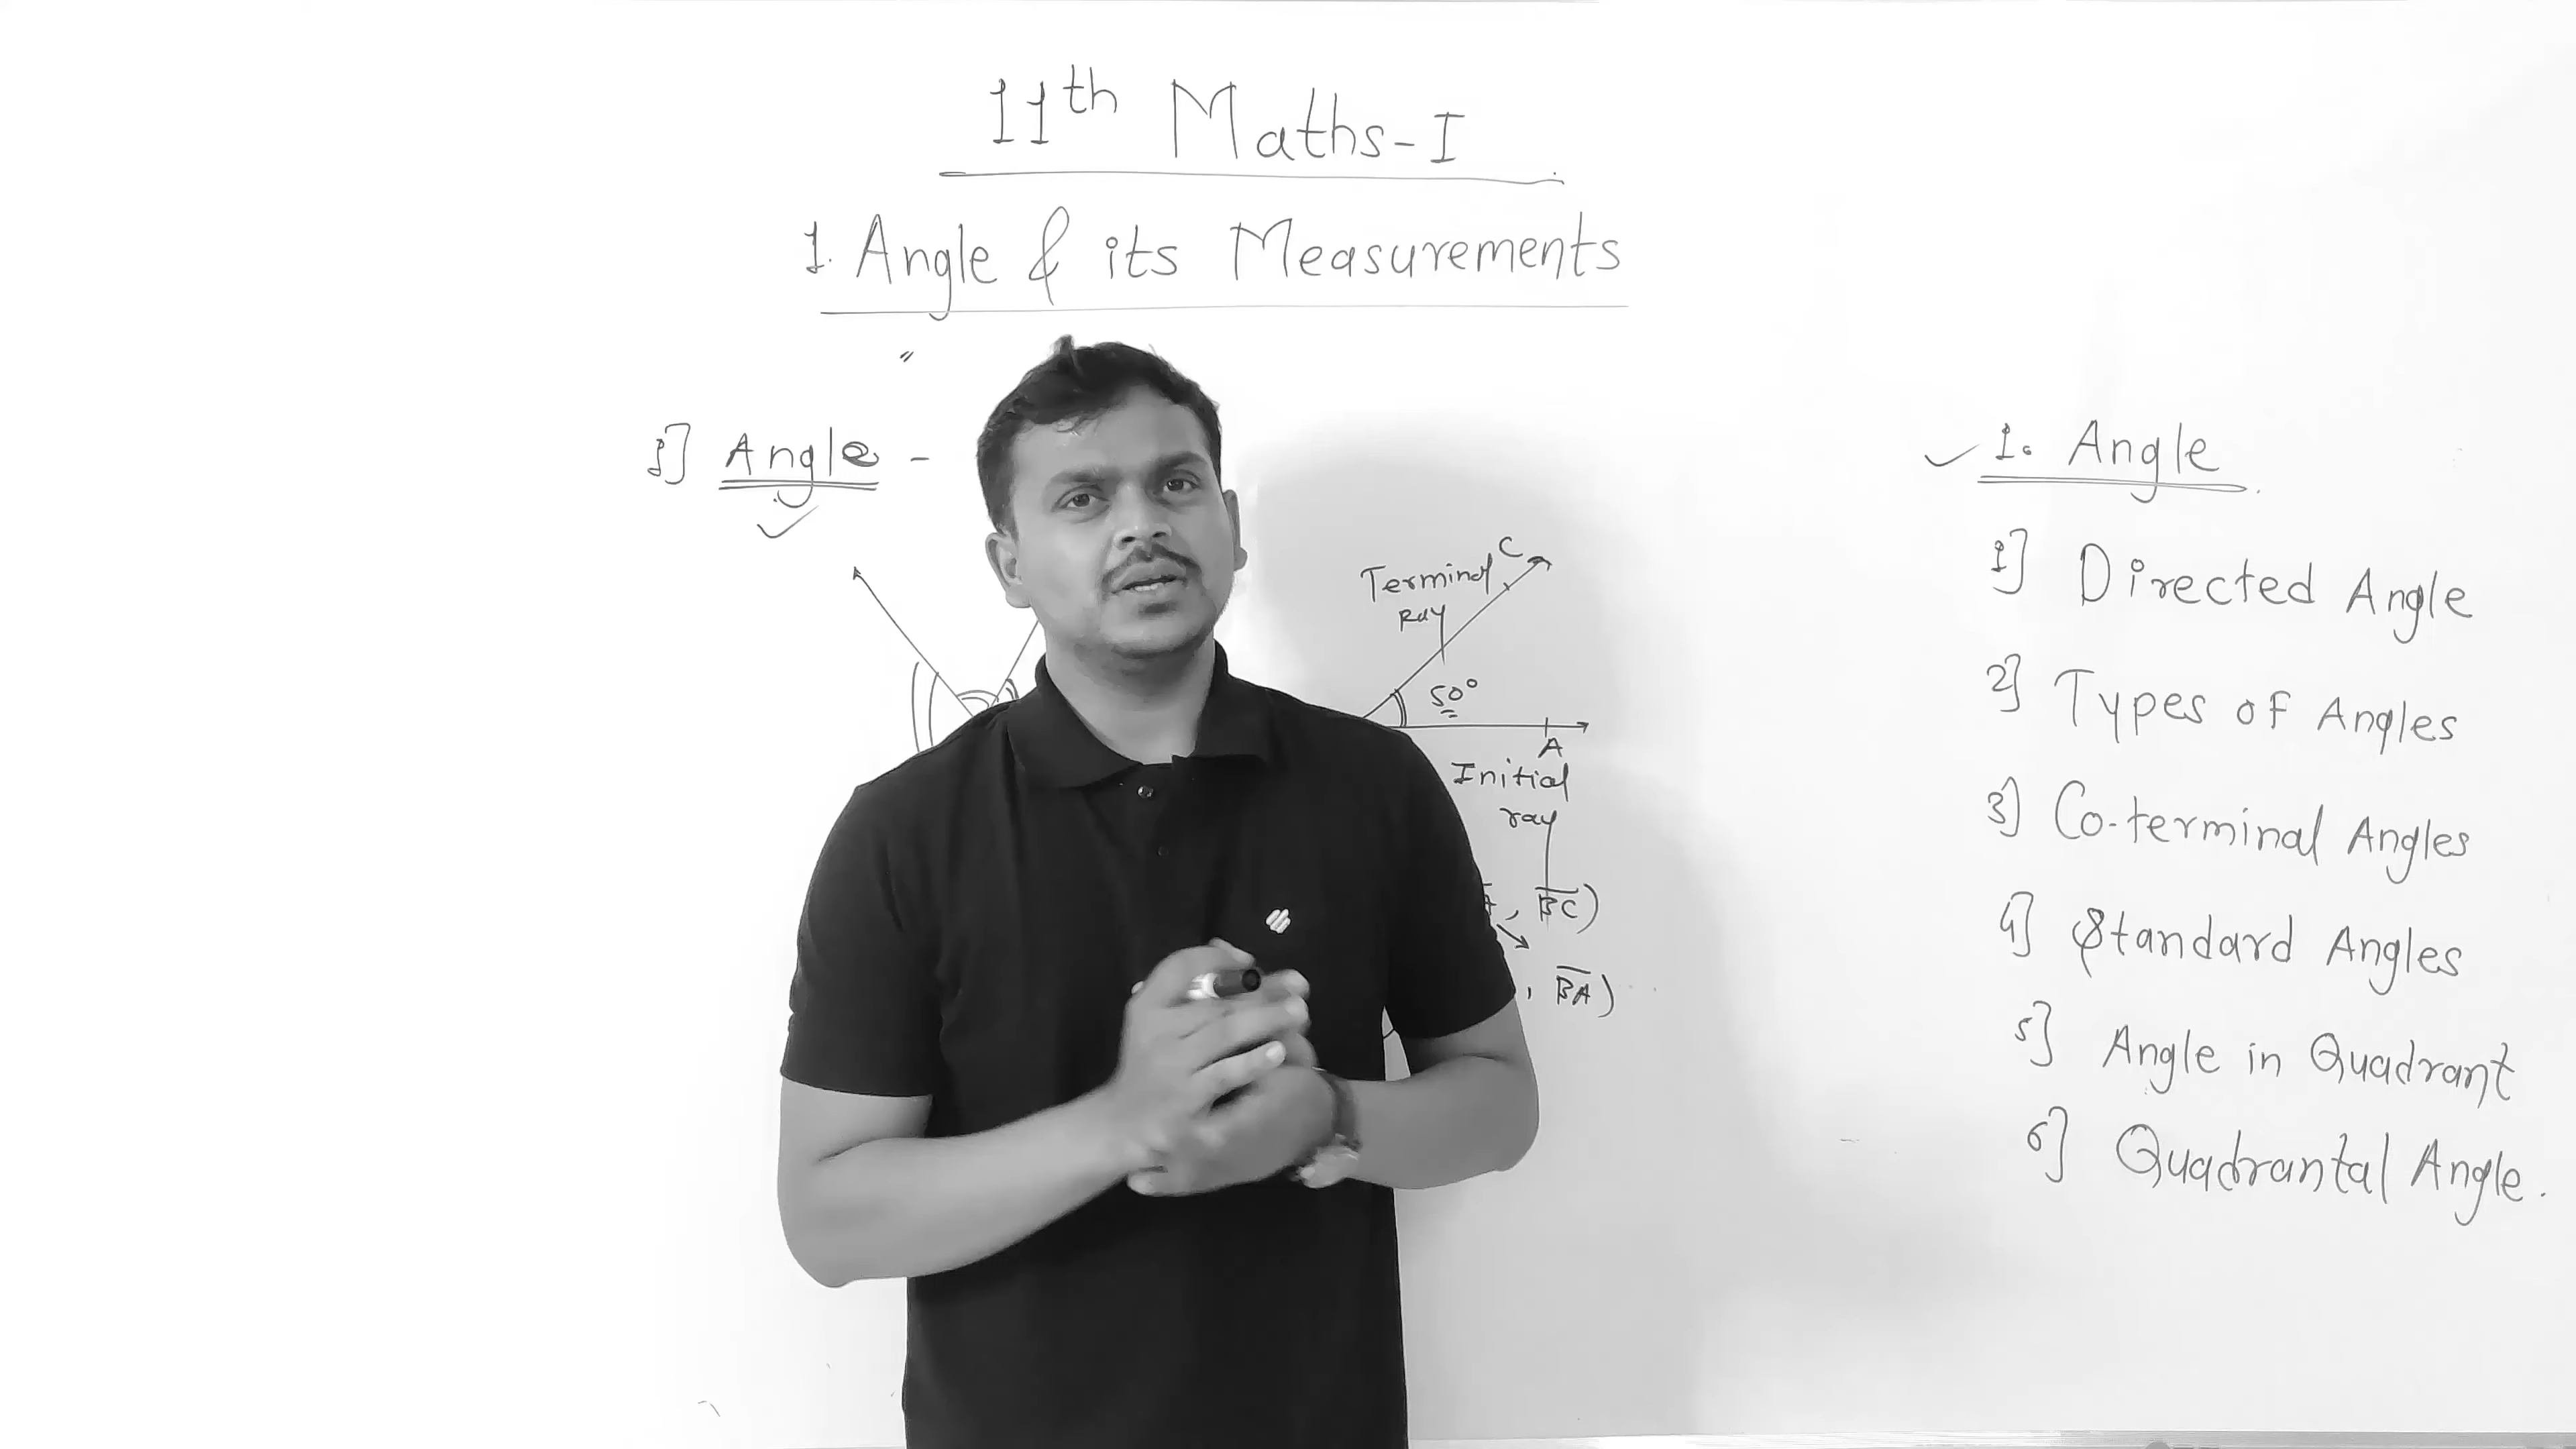 11th Maths-I
1. Angle & its Measurements
1] Angle -
Terminal C
Ray
50°
A
Initial
ray
, BC)
, BA)
✓ 1. Angle
1] Directed Angle
2] Types of Angles
3] Co-terminal Angles
4] Standard Angles
5] Angle in Quadrant
6] Quadrantal Angle.